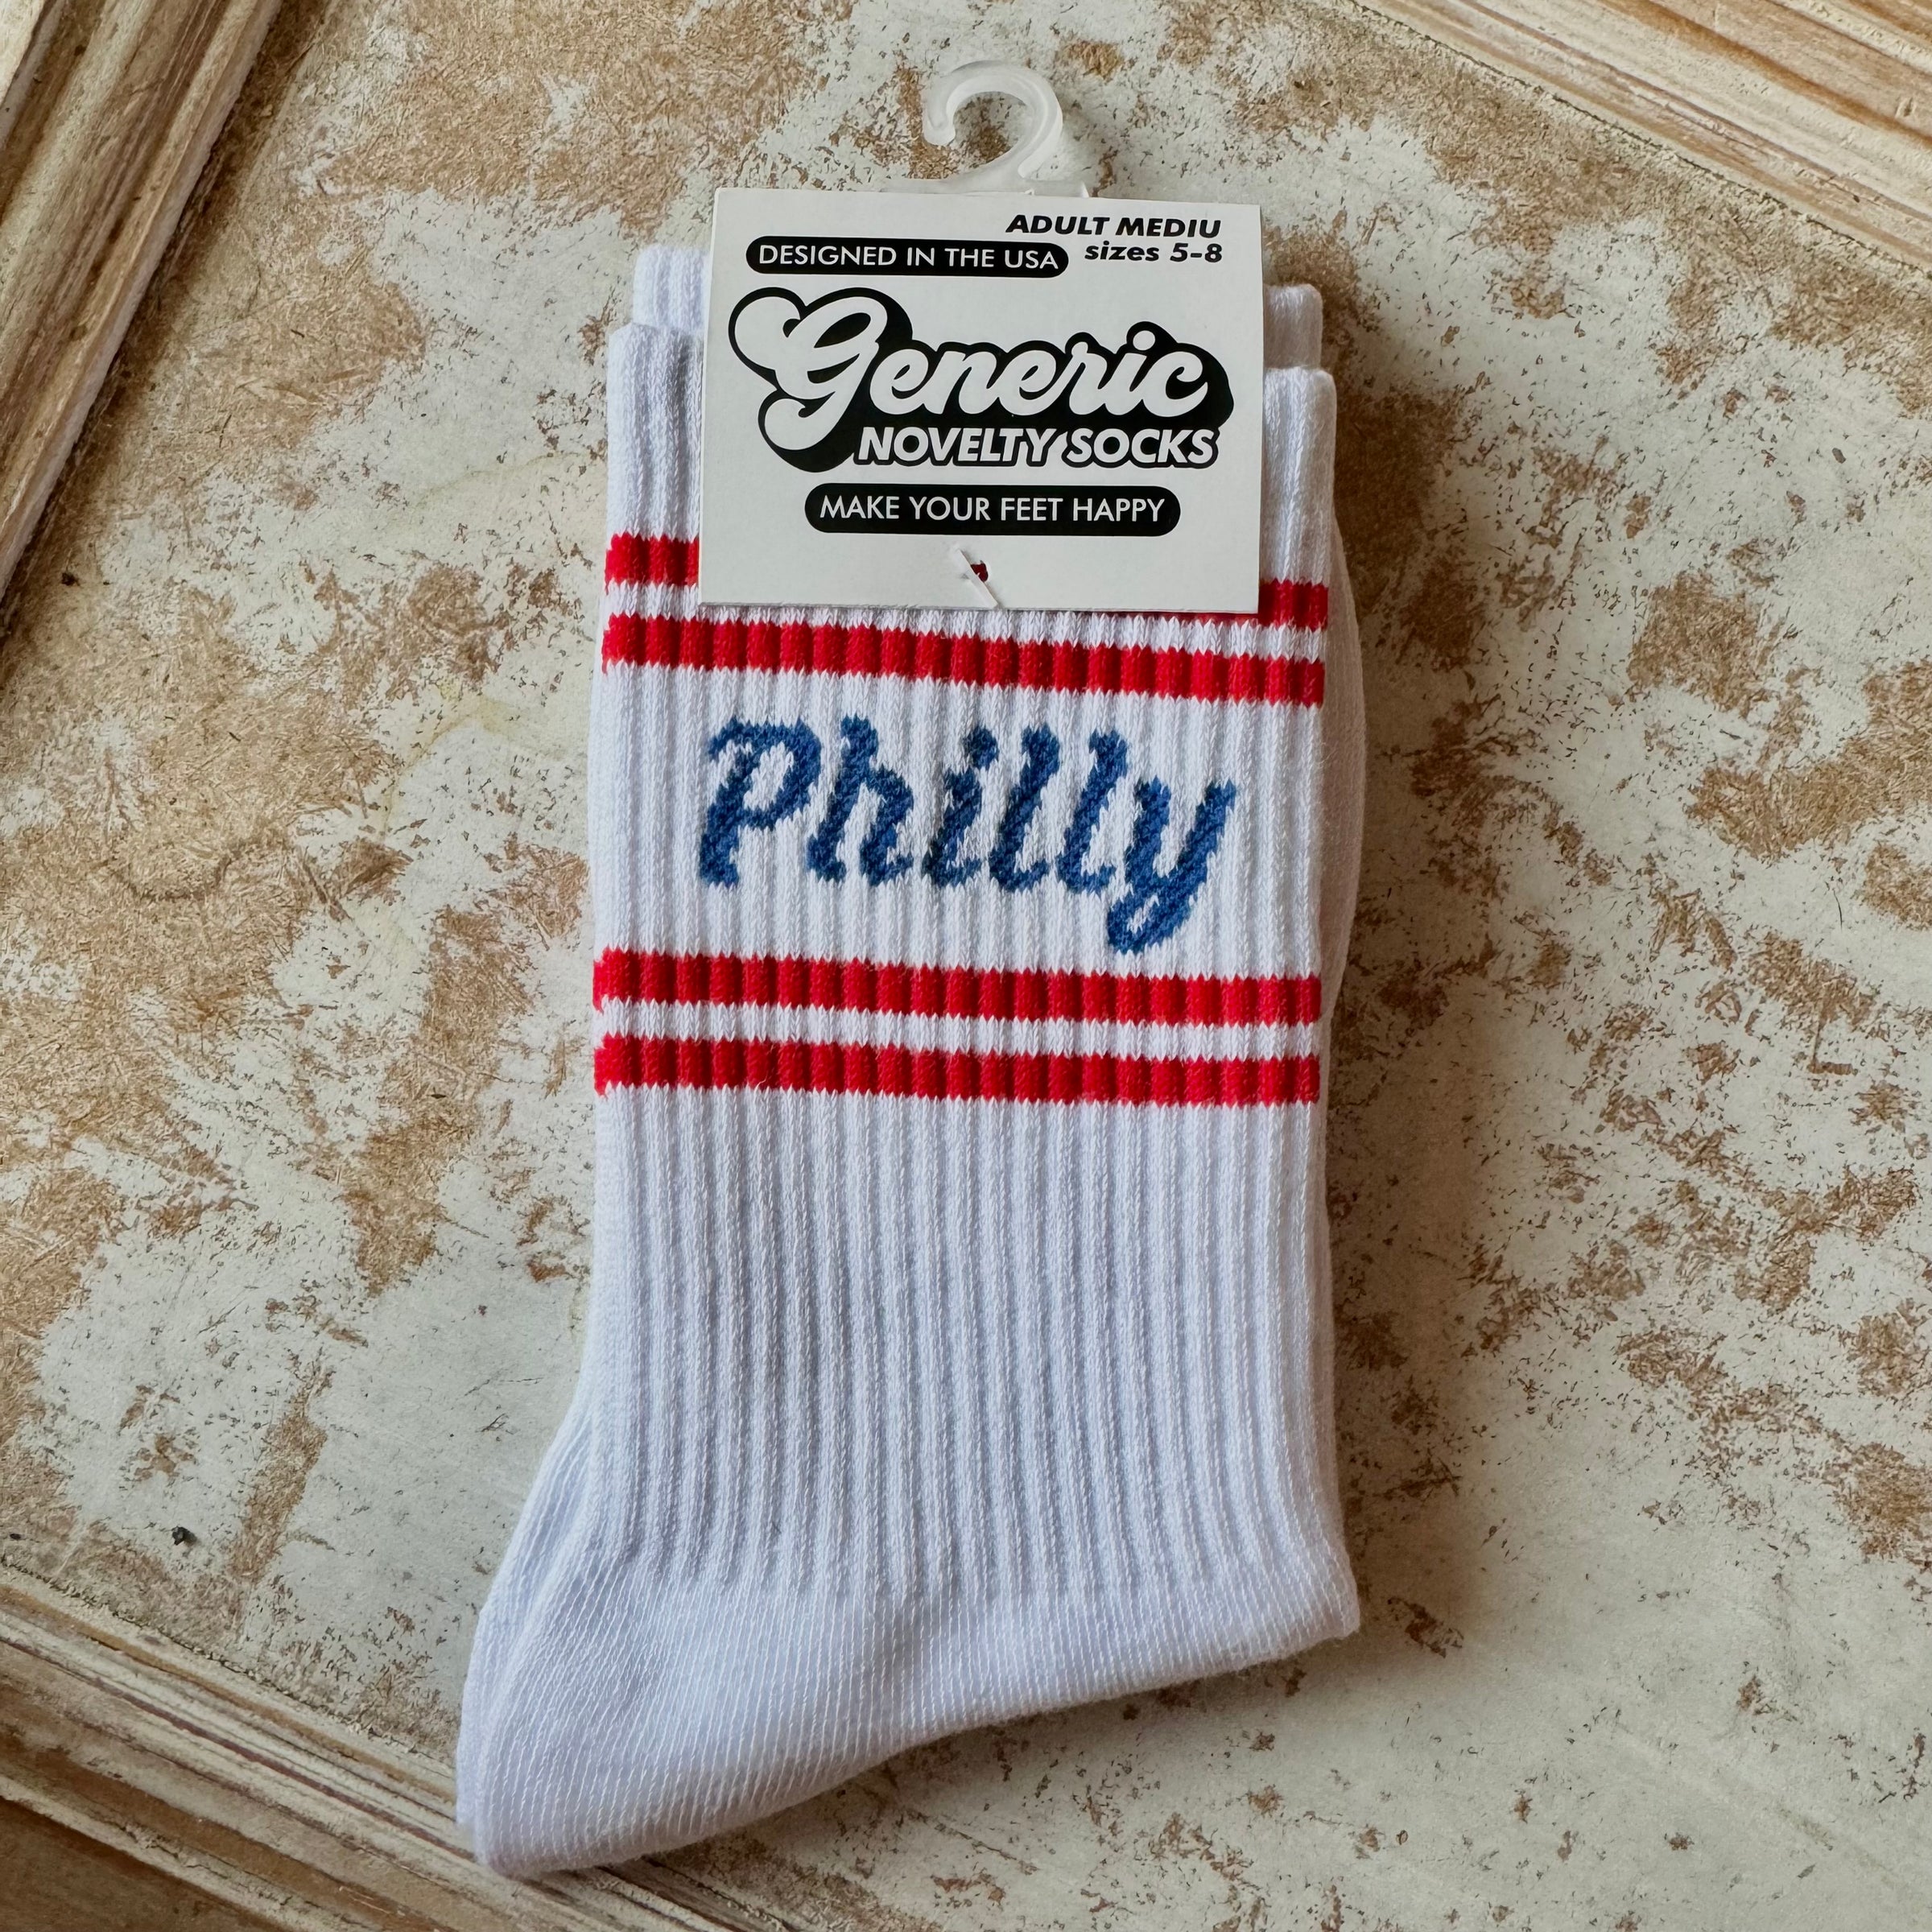 ADULT MEDIU
DESIGNED IN THE USA sizes 5-8
Generic
NOVELTY SOCKS
MAKE YOUR FEET HAPPY
Philly